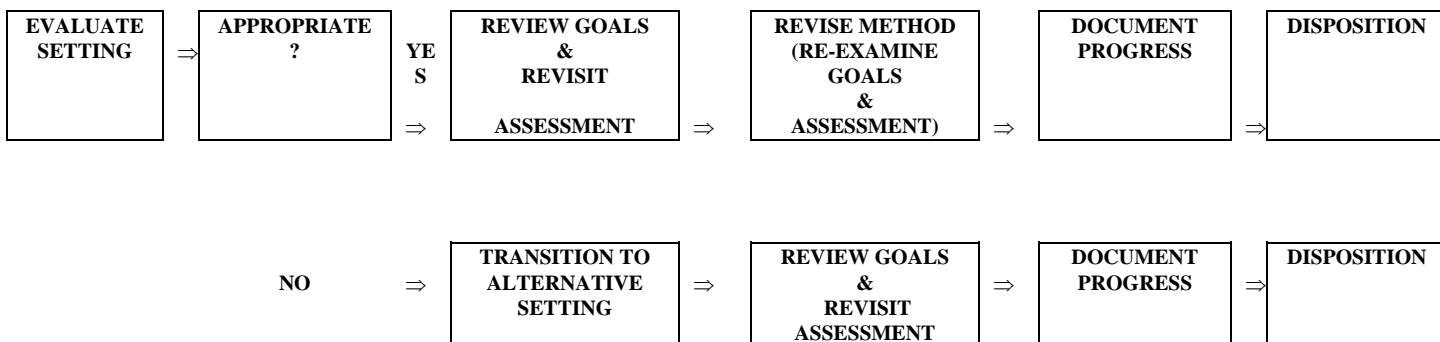 EVALUATE
SETTING
⇒
APPROPRIATE
?
YE
S
⇒
REVIEW GOALS
&
REVISIT
ASSESSMENT
⇒
REVISE METHOD
(RE-EXAMINE
GOALS
&
ASSESSMENT)
⇒
DOCUMENT
PROGRESS
⇒
DISPOSITION
NO
⇒
TRANSITION TO
ALTERNATIVE
SETTING
⇒
REVIEW GOALS
&
REVISIT
ASSESSMENT
⇒
DOCUMENT
PROGRESS
⇒
DISPOSITION